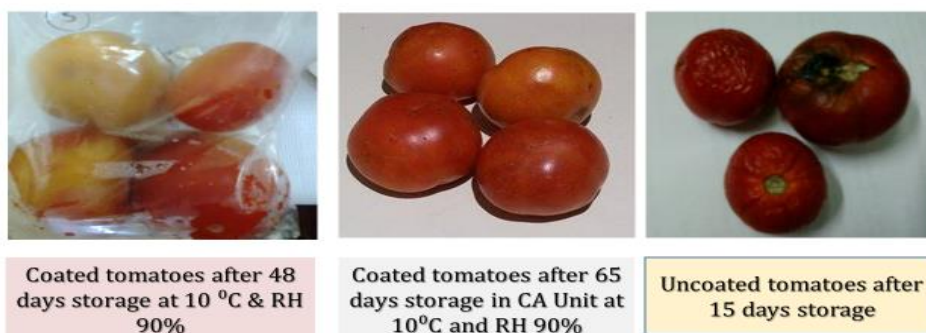 Coated tomatoes after 48
days storage at 10 ⁰C & RH
90%
Coated tomatoes after 65
days storage in CA Unit at
10⁰C and RH 90%
Uncoated tomatoes after
15 days storage